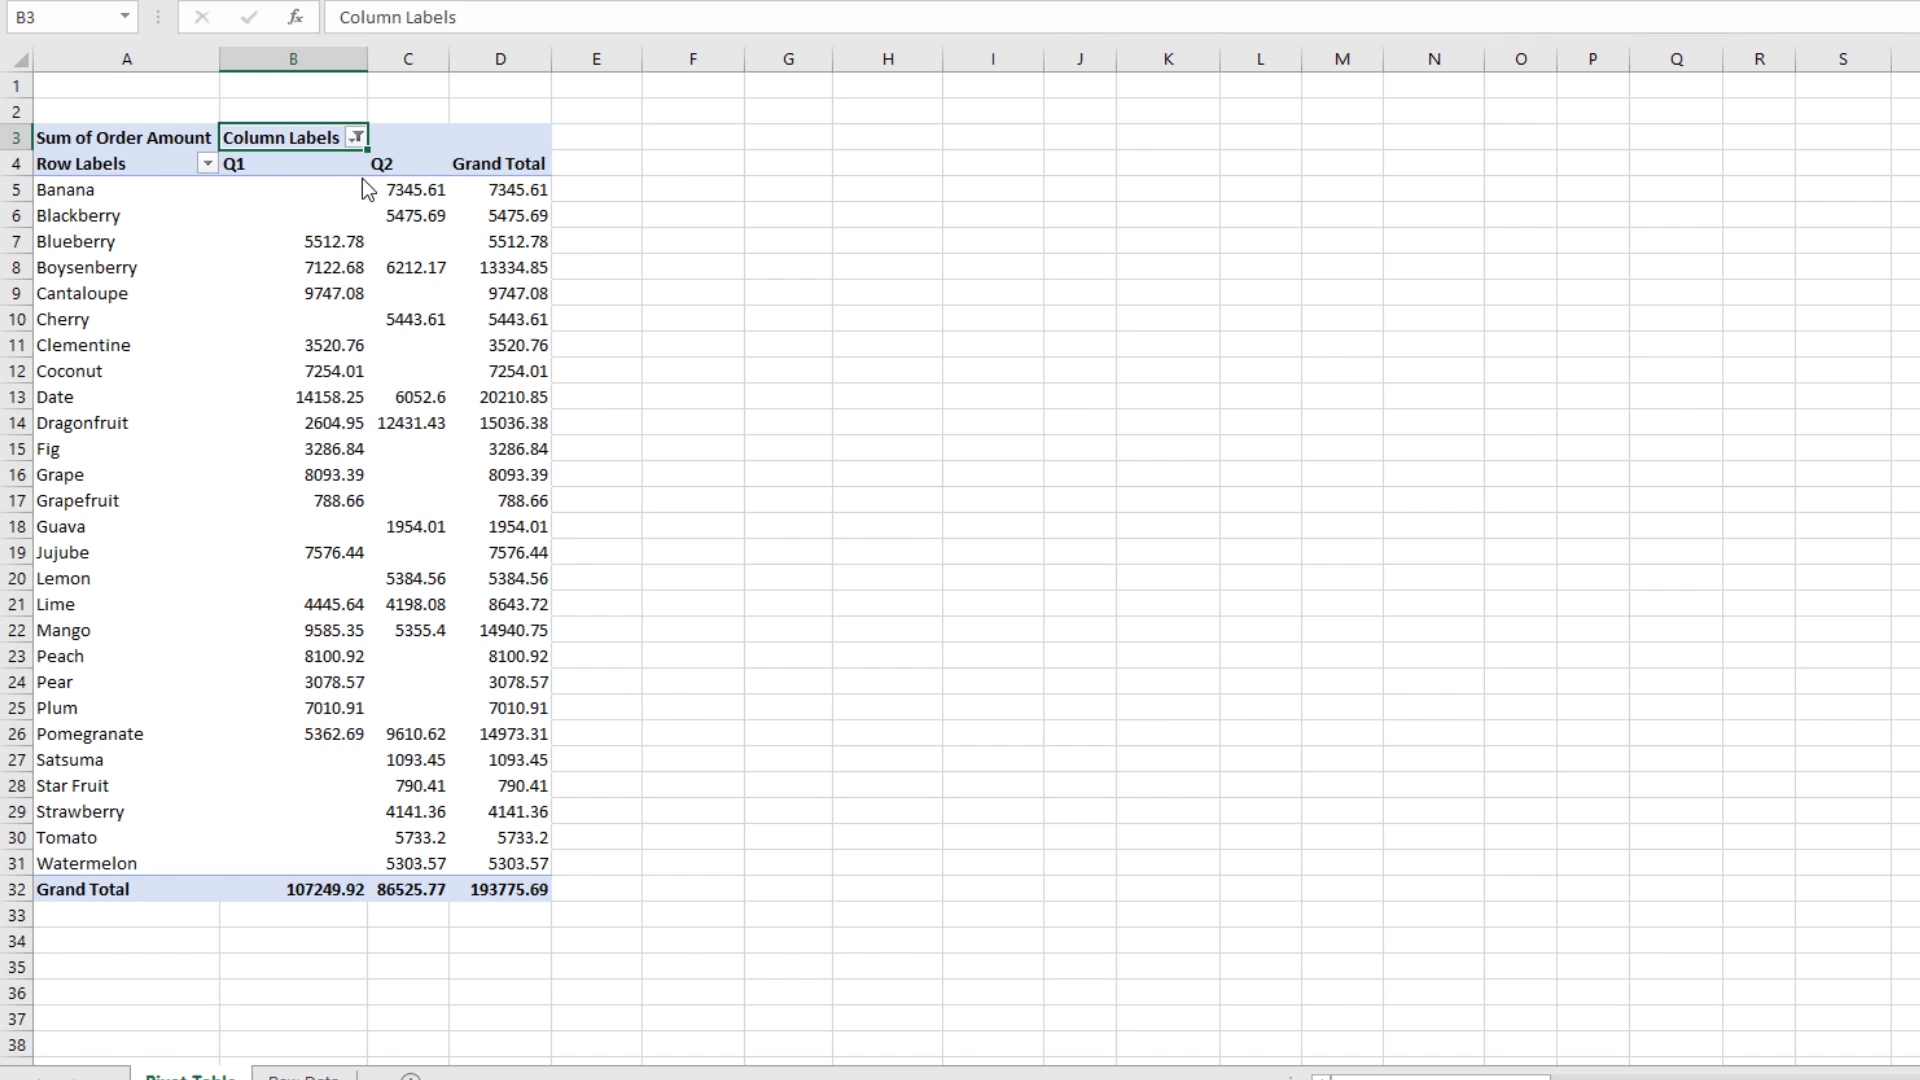 B3 fx Column Labels
A B C D E F G H I J K L M N O P Q R S
1
2
3 Sum of Order Amount Column Labels
4 Row Labels Q1 Q2 Grand Total
5 Banana 7345.61 7345.61
6 Blackberry 5475.69 5475.69
7 Blueberry 5512.78 5512.78
8 Boysenberry 7122.68 6212.17 13334.85
9 Cantaloupe 9747.08 9747.08
10 Cherry 5443.61 5443.61
11 Clementine 3520.76 3520.76
12 Coconut 7254.01 7254.01
13 Date 14158.25 6052.6 20210.85
14 Dragonfruit 2604.95 12431.43 15036.38
15 Fig 3286.84 3286.84
16 Grape 8093.39 8093.39
17 Grapefruit 788.66 788.66
18 Guava 1954.01 1954.01
19 Jujube 7576.44 7576.44
20 Lemon 5384.56 5384.56
21 Lime 4445.64 4198.08 8643.72
22 Mango 9585.35 5355.4 14940.75
23 Peach 8100.92 8100.92
24 Pear 3078.57 3078.57
25 Plum 7010.91 7010.91
26 Pomegranate 5362.69 9610.62 14973.31
27 Satsuma 1093.45 1093.45
28 Star Fruit 790.41 790.41
29 Strawberry 4141.36 4141.36
30 Tomato 5733.2 5733.2
31 Watermelon 5303.57 5303.57
32 Grand Total 107249.92 86525.77 193775.69
33
34
35
36
37
38
Pivot Table